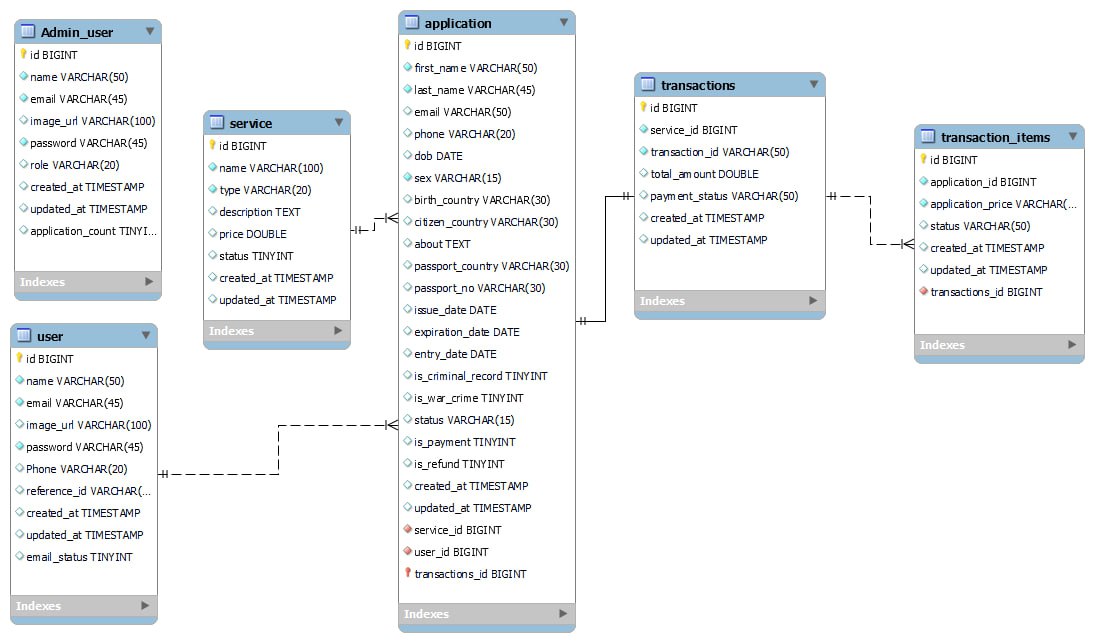 Admin_user
id BIGINT
name VARCHAR(50)
email VARCHAR(45)
image_url VARCHAR(100)
password VARCHAR(45)
role VARCHAR(20)
created_at TIMESTAMP
updated_at TIMESTAMP
application_count TINYI...
Indexes
user
id BIGINT
name VARCHAR(50)
email VARCHAR(45)
image_url VARCHAR(100)
password VARCHAR(45)
Phone VARCHAR(20)
reference_id VARCHAR(...
created_at TIMESTAMP
updated_at TIMESTAMP
email_status TINYINT
Indexes
service
id BIGINT
name VARCHAR(100)
type VARCHAR(20)
description TEXT
price DOUBLE
status TINYINT
created_at TIMESTAMP
updated_at TIMESTAMP
Indexes
application
id BIGINT
first_name VARCHAR(50)
last_name VARCHAR(45)
email VARCHAR(50)
phone VARCHAR(20)
dob DATE
sex VARCHAR(15)
birth_country VARCHAR(30)
citizen_country VARCHAR(30)
about TEXT
passport_country VARCHAR(30)
passport_no VARCHAR(30)
issue_date DATE
expiration_date DATE
entry_date DATE
is_criminal_record TINYINT
is_war_crime TINYINT
status VARCHAR(15)
is_payment TINYINT
is_refund TINYINT
created_at TIMESTAMP
updated_at TIMESTAMP
service_id BIGINT
user_id BIGINT
transactions_id BIGINT
Indexes
transactions
id BIGINT
service_id BIGINT
transaction_id VARCHAR(50)
total_amount DOUBLE
payment_status VARCHAR(50)
created_at TIMESTAMP
updated_at TIMESTAMP
Indexes
transaction_items
id BIGINT
application_id BIGINT
application_price VARCHAR(...
status VARCHAR(50)
created_at TIMESTAMP
updated_at TIMESTAMP
transactions_id BIGINT
Indexes